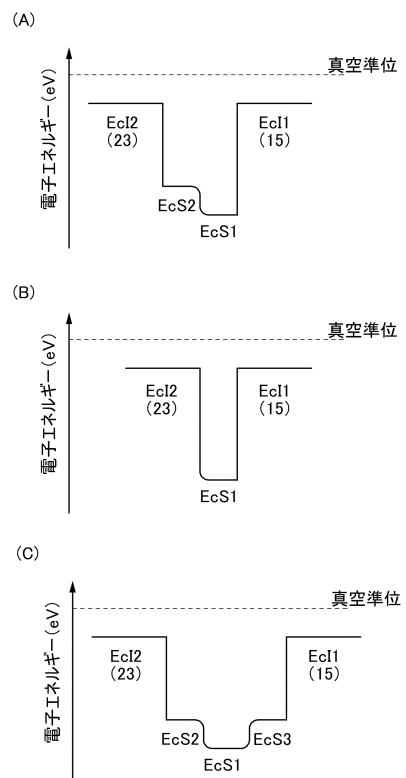 (A)
真空準位
電子エネルギー(eV)
EcI2
(23)
EcI1
(15)
EcS2
EcS1
(B)
真空準位
電子エネルギー(eV)
EcI2
(23)
EcI1
(15)
EcS1
(C)
真空準位
電子エネルギー(eV)
EcI2
(23)
EcI1
(15)
EcS2
EcS3
EcS1